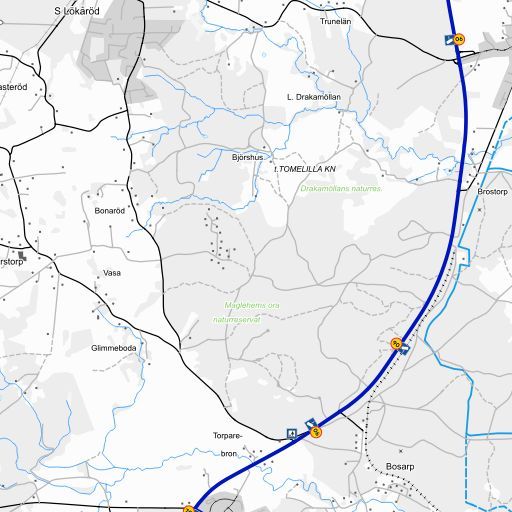 S Lökaröd
Trunelän
asteröd
L. Drakamöllan
Björshus
t.TOMELILLA KN
Drakamöllans naturres.
Brostorp
Bonaröd
rstorp
Vasa
Maglehems ora
naturreservat
Glimmeboda
Torpare-
bron
Bosarp